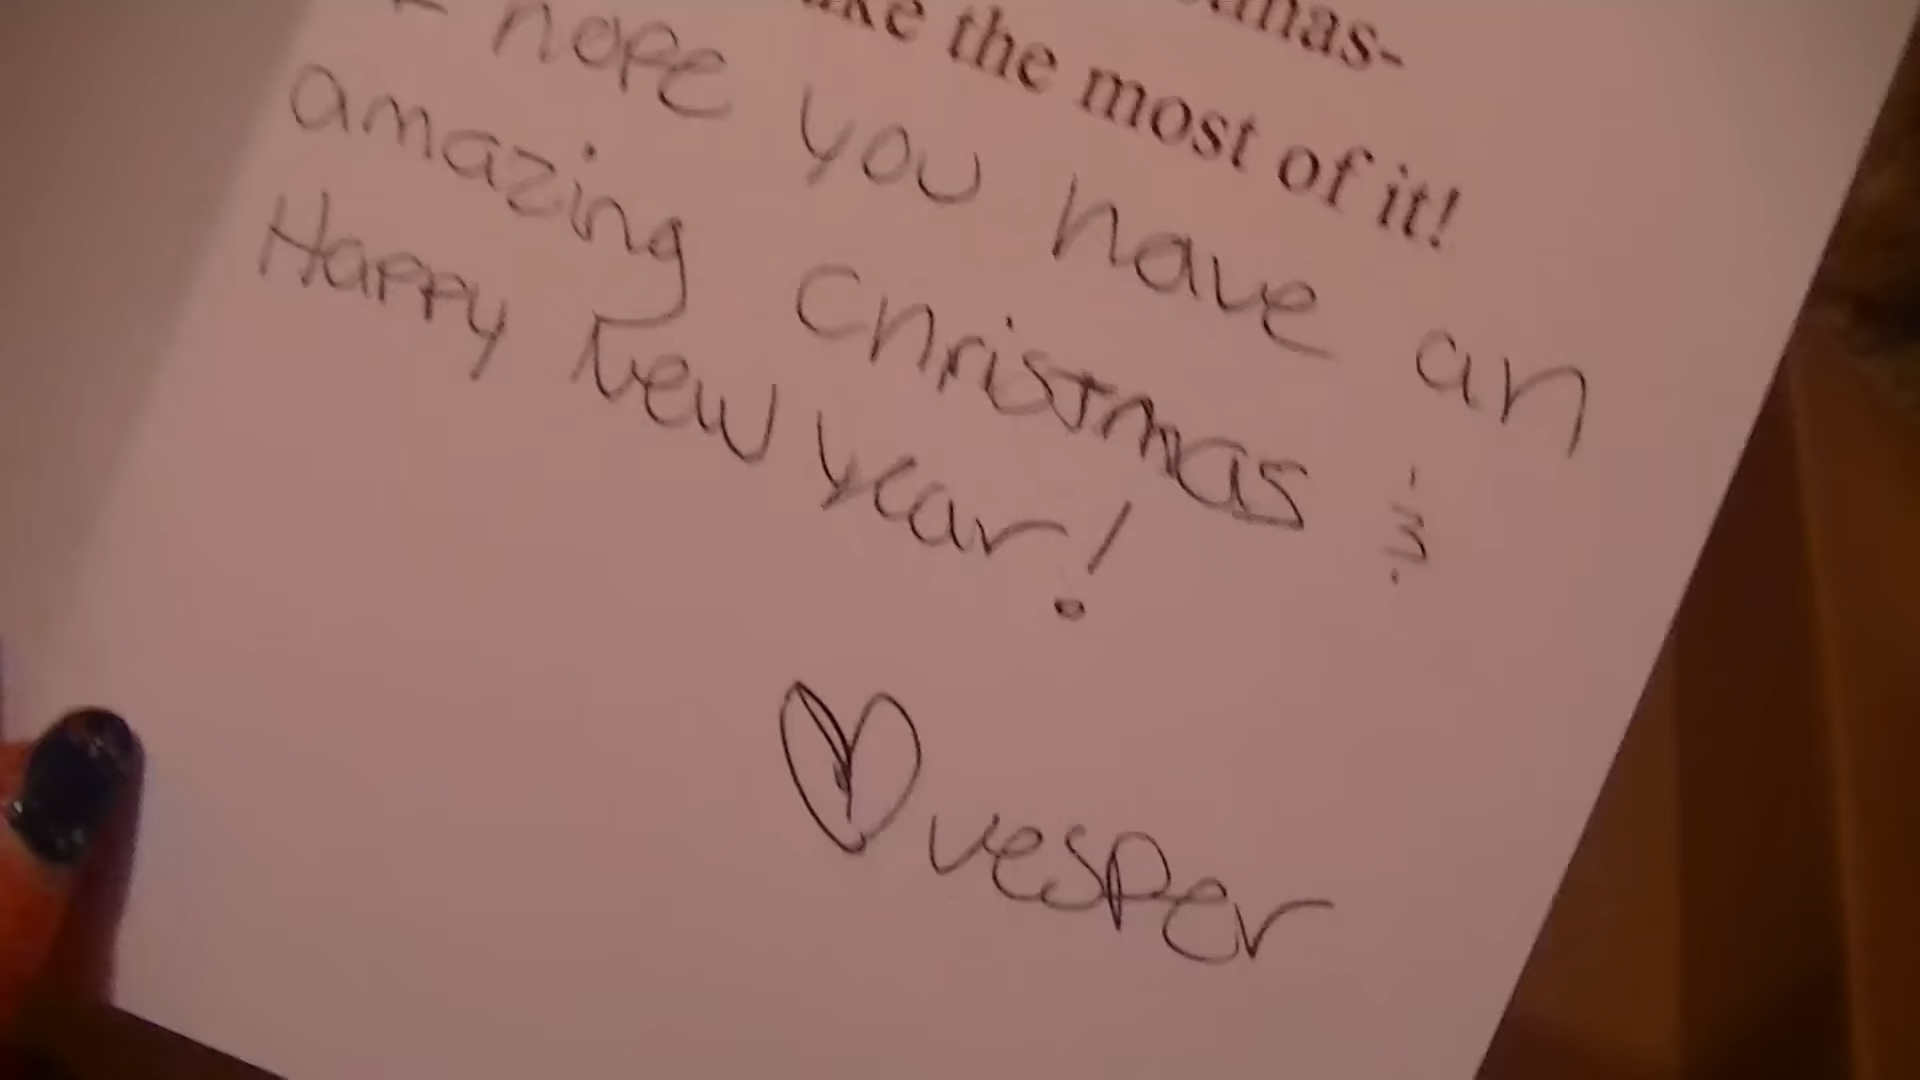 the most of it!
hope you have an
amazing christmas &
Happy New year!
vesper